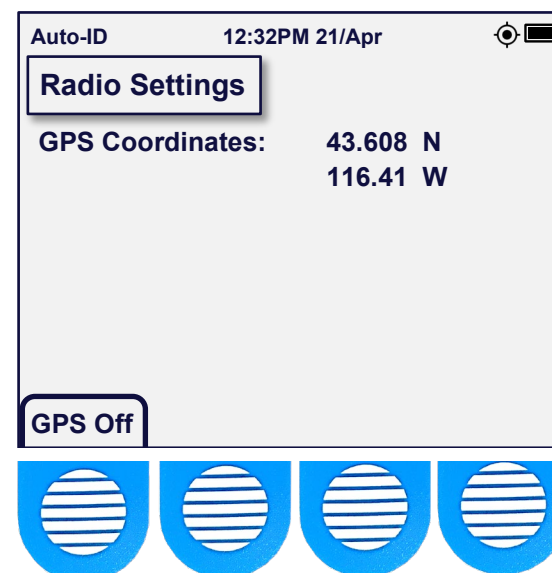 Auto-ID 12:32PM 21/Apr
Radio Settings
GPS Coordinates: 43.608 N
116.41 W
GPS Off